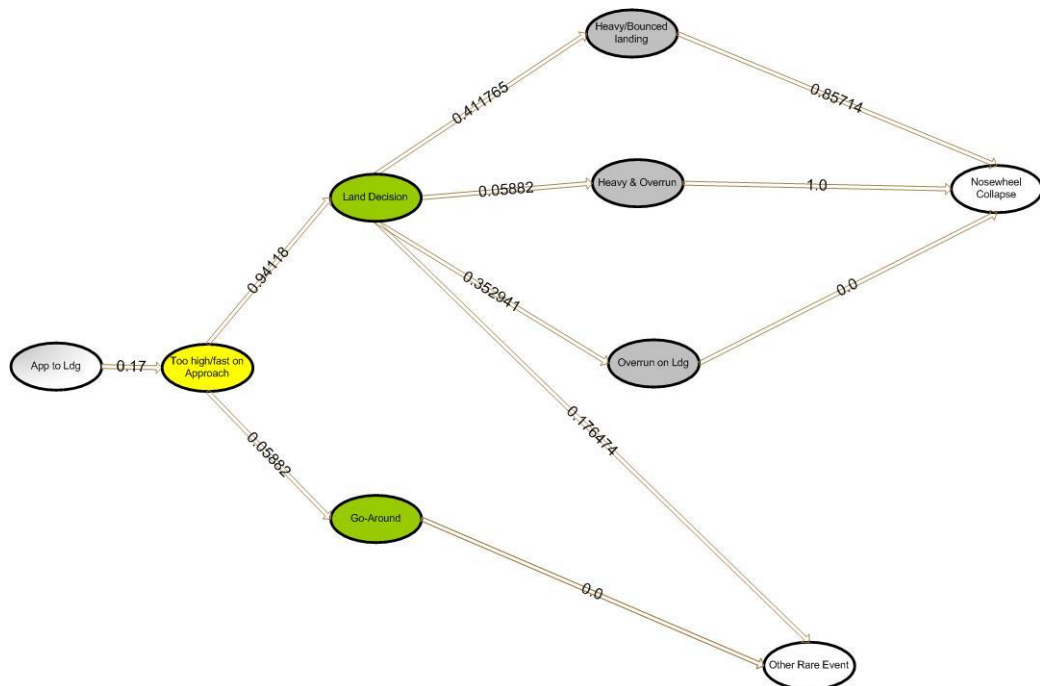 Heavy/Bounced
landing
0.411765
0.85714
Land Decision
0.05882
Heavy & Overrun
1.0
Nosewheel
Collapse
0.94118
0.352941
0.0
App to Ldg
0.17
Too high/fast on
Approach
Overrun on Ldg
0.176474
0.05882
Go-Around
0.0
Other Rare Event